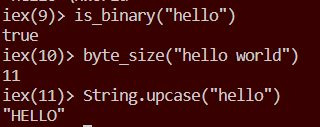 iex(9)> is_binary("hello")
true
iex(10)> byte_size("hello world")
11
iex(11)> String.upcase("hello")
"HELLO"